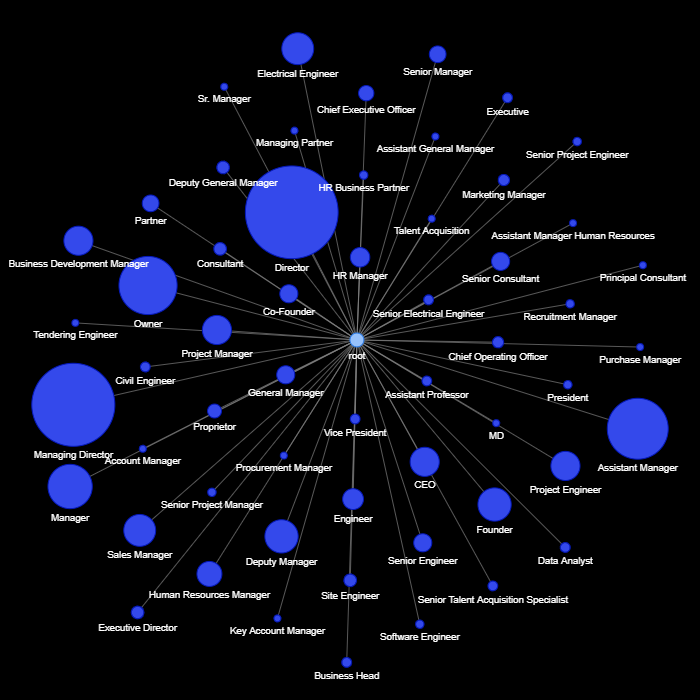 Electrical Engineer
Senior Manager
Sr. Manager
Chief Executive Officer
Executive
Managing Partner
Assistant General Manager
Senior Project Engineer
Deputy General Manager
HR Business Partner
Marketing Manager
Partner
Talent Acquisition
Assistant Manager Human Resources
Business Development Manager
Consultant
Director
HR Manager
Senior Consultant
Principal Consultant
Co-Founder
Senior Electrical Engineer
Recruitment Manager
Owner
Tendering Engineer
Project Manager
root
Chief Operating Officer
Purchase Manager
Civil Engineer
General Manager
Assistant Professor
President
Proprietor
Vice President
MD
Managing Director
Account Manager
Procurement Manager
Assistant Manager
CEO
Project Engineer
Manager
Senior Project Manager
Engineer
Founder
Sales Manager
Deputy Manager
Senior Engineer
Data Analyst
Human Resources Manager
Site Engineer
Senior Talent Acquisition Specialist
Executive Director
Key Account Manager
Software Engineer
Business Head